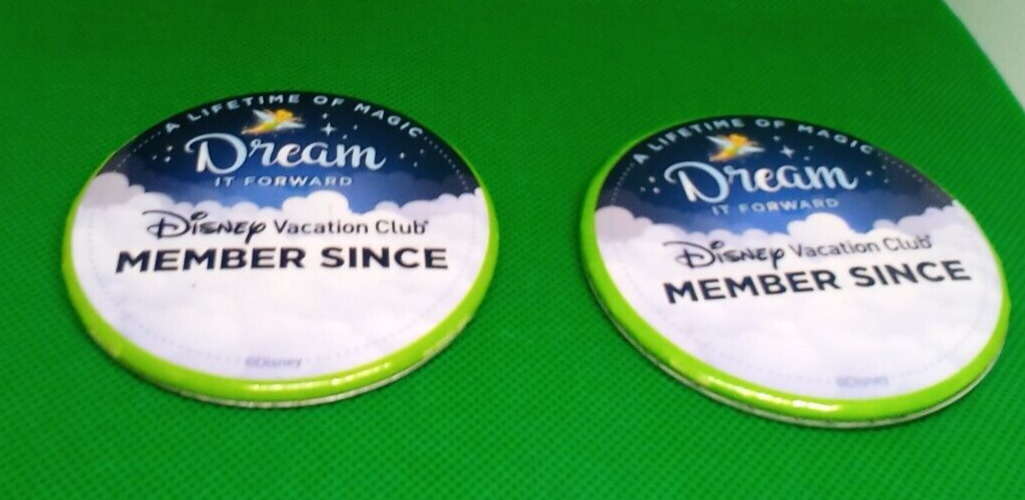 A LIFETIME OF MAGIC
Dream
IT FORWARD
Disney Vacation Club®
MEMBER SINCE
©Disney
A LIFETIME OF MAGIC
Dream
IT FORWARD
Disney Vacation Club®
MEMBER SINCE
©Disney